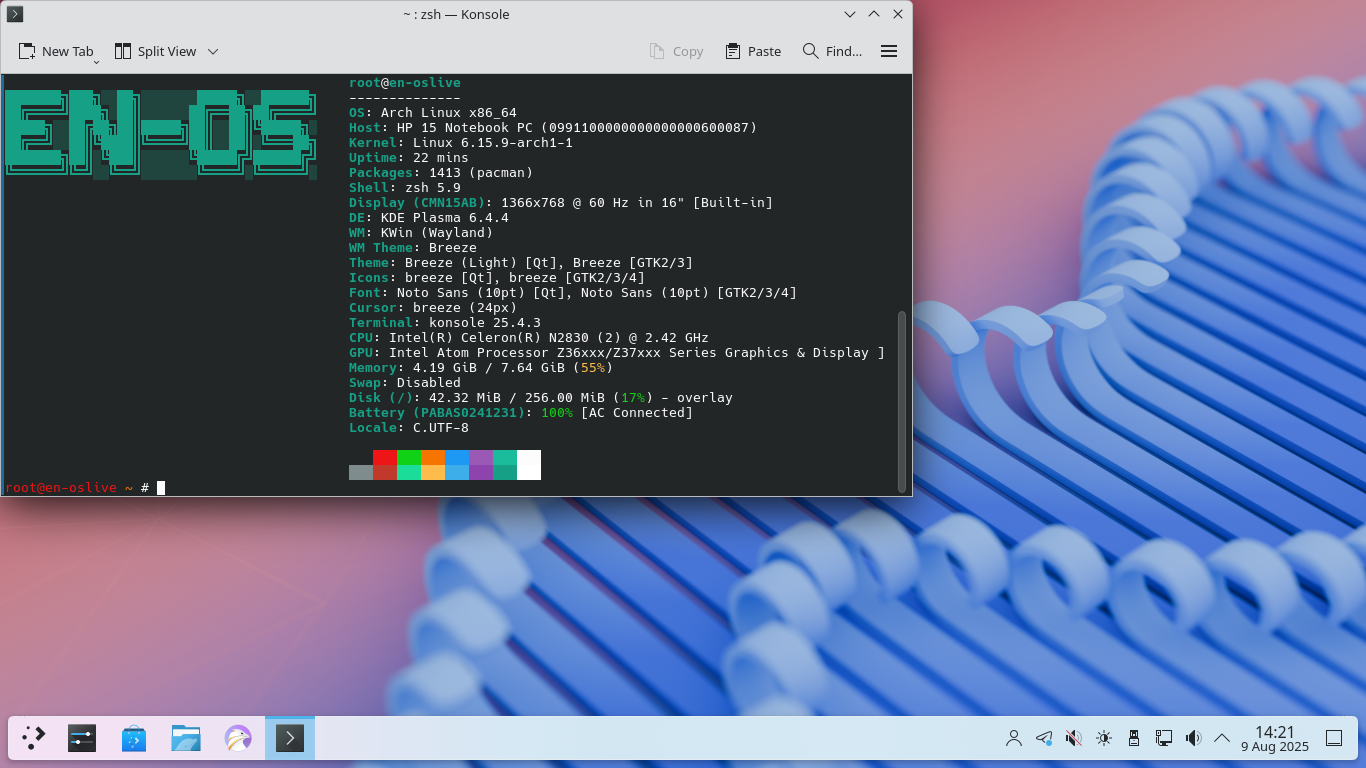 ~ : zsh — Konsole
New Tab
Split View
Copy
Paste
Find...
EN-OS
root@en-oslive
--------------
OS: Arch Linux x86_64
Host: HP 15 Notebook PC (0991100000000000000600087)
Kernel: Linux 6.15.9-arch1-1
Uptime: 22 mins
Packages: 1413 (pacman)
Shell: zsh 5.9
Display (CMN15AB): 1366x768 @ 60 Hz in 16" [Built-in]
DE: KDE Plasma 6.4.4
WM: KWin (Wayland)
WM Theme: Breeze
Theme: Breeze (Light) [Qt], Breeze [GTK2/3]
Icons: breeze [Qt], breeze [GTK2/3/4]
Font: Noto Sans (10pt) [Qt], Noto Sans (10pt) [GTK2/3/4]
Cursor: breeze (24px)
Terminal: konsole 25.4.3
CPU: Intel(R) Celeron(R) N2830 (2) @ 2.42 GHz
GPU: Intel Atom Processor Z36xxx/Z37xxx Series Graphics & Display ]
Memory: 4.19 GiB / 7.64 GiB (55%)
Swap: Disabled
Disk (/): 42.32 MiB / 256.00 MiB (17%) - overlay
Battery (PABAS0241231): 100% [AC Connected]
Locale: C.UTF-8
root@en-oslive ~ #
14:21
9 Aug 2025